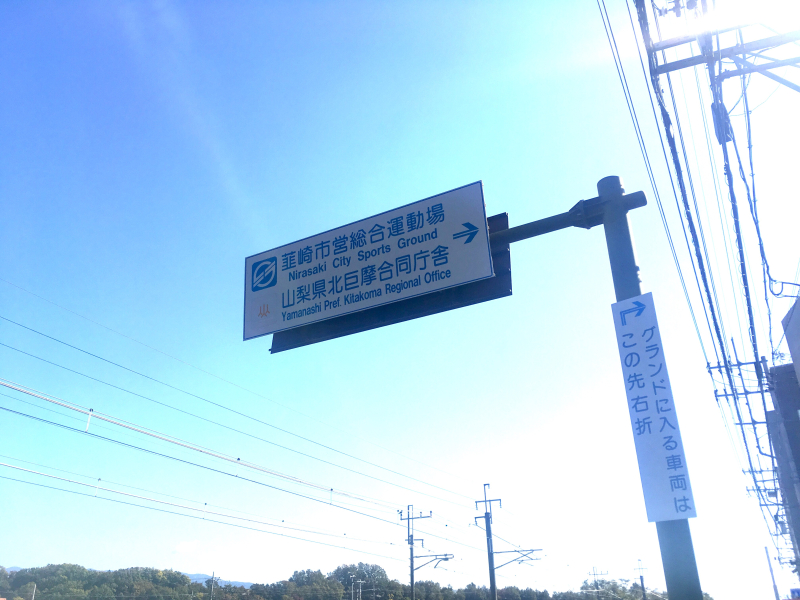 韮崎市営総合運動場
Nirasaki City Sports Ground
山梨県北巨摩合同庁舎
Yamanashi Pref. Kitakoma Regional Office
グランドに入る車両は
この先右折